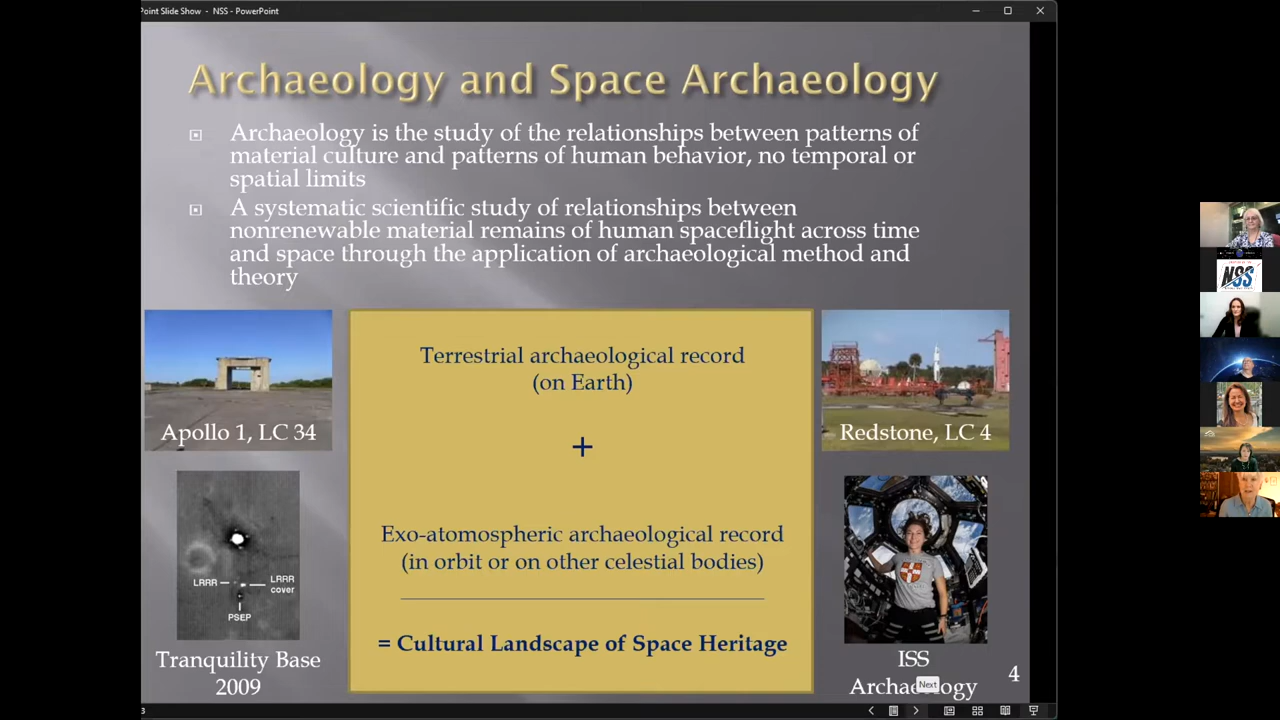 Point Slide Show - NSS - PowerPoint
Archaeology and Space Archaeology
Archaeology is the study of the relationships between patterns of
material culture and patterns of human behavior, no temporal or
spatial limits
A systematic scientific study of relationships between
nonrenewable material remains of human spaceflight across time
and space through the application of archaeological method and
theory
Apollo 1, LC 34
Terrestrial archaeological record
(on Earth)
+
Exo-atomospheric archaeological record
(in orbit or on other celestial bodies)
= Cultural Landscape of Space Heritage
Redstone, LC 4
LRRR
LRRR
cover
PSEP
Tranquility Base
2009
ISS
Archaeology
Next
4
3
NSS